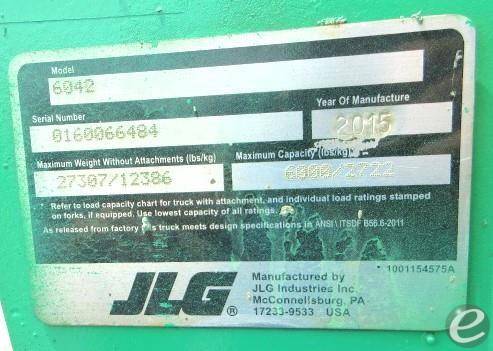 Model
6042
Serial Number
0160066484
Year Of Manufacture
2015
Maximum Weight Without Attachments (lbs/kg)
27307/12386
Maximum Capacity (lbs/kg)*
6000/2722
* Refer to load capacity chart for truck with attachment, and individual load ratings stamped
on forks, if equipped. Use lowest capacity of all ratings.
As released from factory this truck meets design specifications in ANSI \ ITSDF B56.6-2011
JLG®
Manufactured by
JLG Industries Inc.
McConnellsburg, PA
17233-9533 USA
1001154575A
e